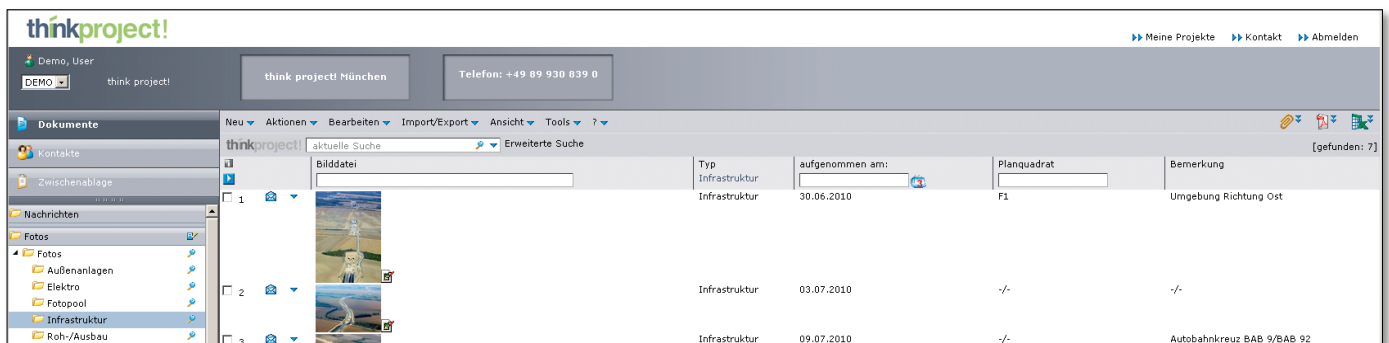 thinkproject!
Meine Projekte Kontakt Abmelden
Demo, User
DEMO think project!
think project! München
Telefon: +49 89 930 839 0
Dokumente
Neu Aktionen Bearbeiten Import/Export Ansicht Tools ?
Kontakte
thinkproject! aktuelle Suche Erweiterte Suche [gefunden: 7]
Zwischenablage
Bilddatei Typ aufgenommen am: Planquadrat Bemerkung
Infrastruktur
Nachrichten
1 Infrastruktur 30.06.2010 F1 Umgebung Richtung Ost
Fotos
Fotos
Außenanlagen
Elektro
2 Infrastruktur 03.07.2010 -/- -/-
Fotopool
Infrastruktur
Roh-/Ausbau
3 Infrastruktur 09.07.2010 -/- Autobahnkreuz BAB 9/BAB 92